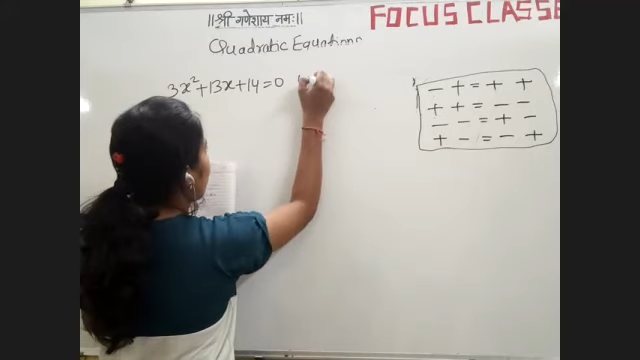 ॥श्री गणेशाय नमः॥
FOCUS CLASSE
Quadratic Equations
3x²+13x+14=0
- + = + +
+ + = - -
- - = + -
+ - = - +